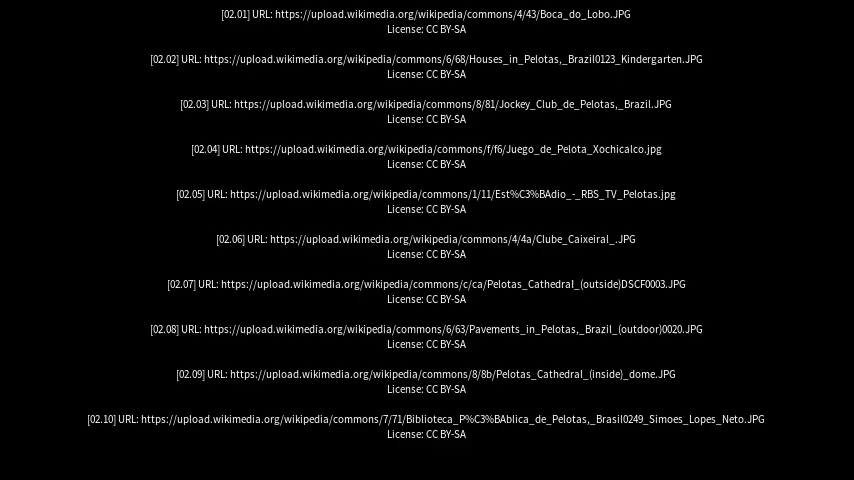 [02.01] URL: https://upload.wikimedia.org/wikipedia/commons/4/43/Boca_do_Lobo.JPG
License: CC BY-SA
[02.02] URL: https://upload.wikimedia.org/wikipedia/commons/6/68/Houses_in_Pelotas,_Brazil0123_Kindergarten.JPG
License: CC BY-SA
[02.03] URL: https://upload.wikimedia.org/wikipedia/commons/8/81/Jockey_Club_de_Pelotas,_Brazil.JPG
License: CC BY-SA
[02.04] URL: https://upload.wikimedia.org/wikipedia/commons/f/f6/Juego_de_Pelota_Xochicalco.jpg
License: CC BY-SA
[02.05] URL: https://upload.wikimedia.org/wikipedia/commons/1/11/Est%C3%BAdio_-_RBS_TV_Pelotas.jpg
License: CC BY-SA
[02.06] URL: https://upload.wikimedia.org/wikipedia/commons/4/4a/Clube_Caixeiral_.JPG
License: CC BY-SA
[02.07] URL: https://upload.wikimedia.org/wikipedia/commons/c/ca/Pelotas_Cathedral_(outside)DSCF0003.JPG
License: CC BY-SA
[02.08] URL: https://upload.wikimedia.org/wikipedia/commons/6/63/Pavements_in_Pelotas,_Brazil_(outdoor)0020.JPG
License: CC BY-SA
[02.09] URL: https://upload.wikimedia.org/wikipedia/commons/8/8b/Pelotas_Cathedral_(inside)_dome.JPG
License: CC BY-SA
[02.10] URL: https://upload.wikimedia.org/wikipedia/commons/7/71/Biblioteca_P%C3%BAblica_de_Pelotas,_Brasil0249_Simoes_Lopes_Neto.JPG
License: CC BY-SA